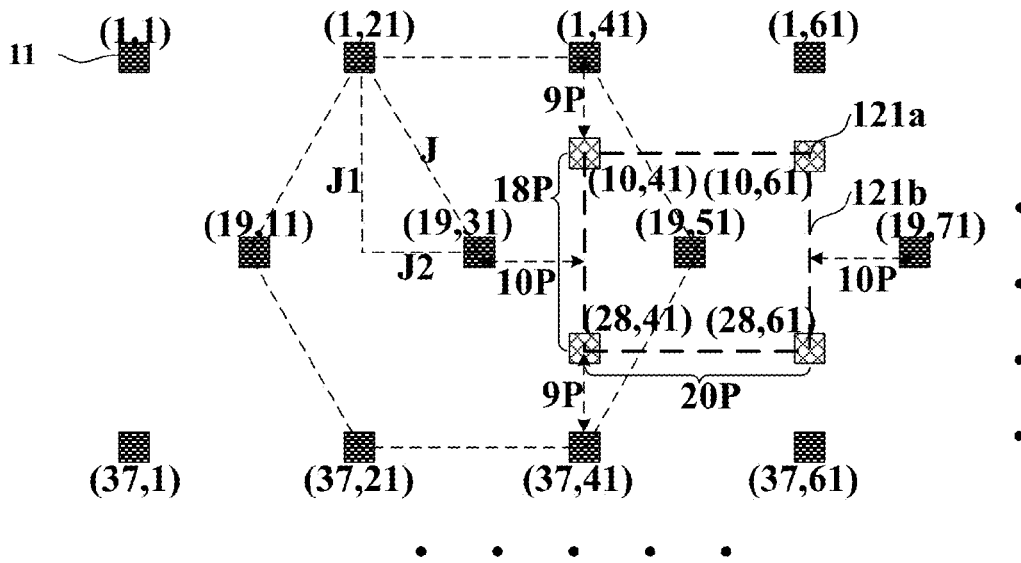 (1,1) (1,21) (1,41) (1,61)
11
9P
121a
J
(10,41) (10,61)
J1
18P
121b
(19,11) (19,31) (19,51) (19,71)
J2
10P
10P
(28,41) (28,61)
9P
20P
(37,1) (37,21) (37,41) (37,61)